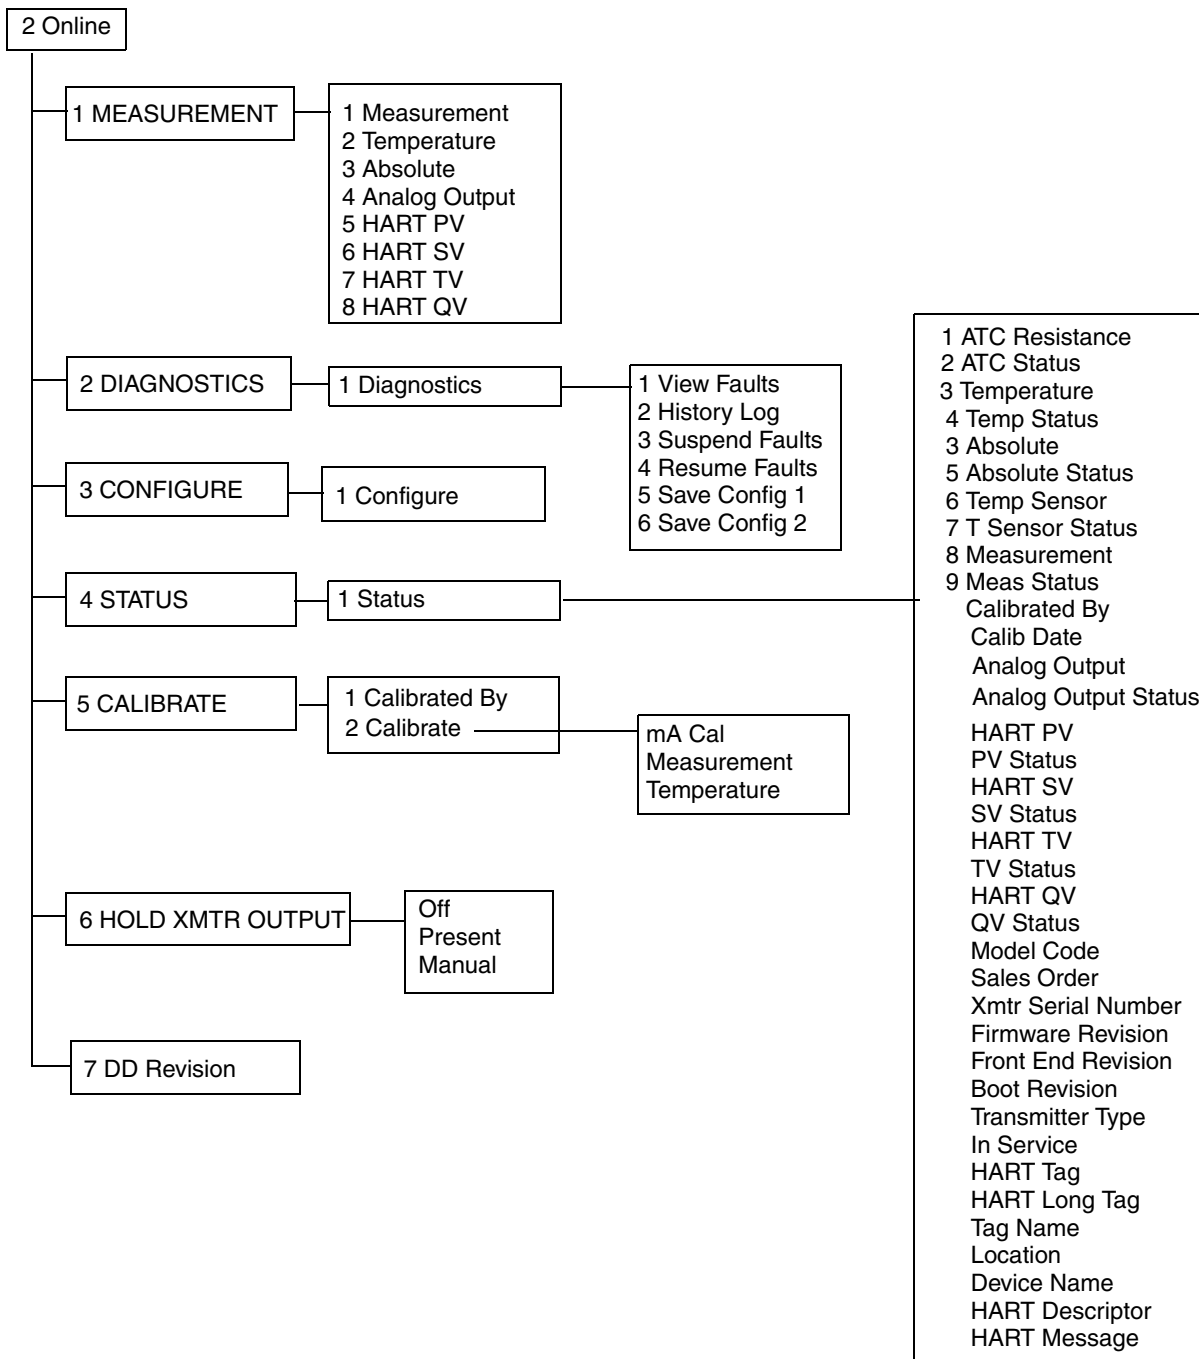 2 Online
1 MEASUREMENT
1 Measurement
2 Temperature
3 Absolute
4 Analog Output
5 HART PV
6 HART SV
7 HART TV
8 HART QV
2 DIAGNOSTICS
1 Diagnostics
1 View Faults
2 History Log
3 Suspend Faults
4 Resume Faults
5 Save Config 1
6 Save Config 2
3 CONFIGURE
1 Configure
4 STATUS
1 Status
1 ATC Resistance
2 ATC Status
3 Temperature
4 Temp Status
3 Absolute
5 Absolute Status
6 Temp Sensor
7 T Sensor Status
8 Measurement
9 Meas Status
Calibrated By
Calib Date
Analog Output
Analog Output Status
HART PV
PV Status
HART SV
SV Status
HART TV
TV Status
HART QV
QV Status
Model Code
Sales Order
Xmtr Serial Number
Firmware Revision
Front End Revision
Boot Revision
Transmitter Type
In Service
HART Tag
HART Long Tag
Tag Name
Location
Device Name
HART Descriptor
HART Message
5 CALIBRATE
1 Calibrated By
2 Calibrate
mA Cal
Measurement
Temperature
6 HOLD XMTR OUTPUT
Off
Present
Manual
7 DD Revision